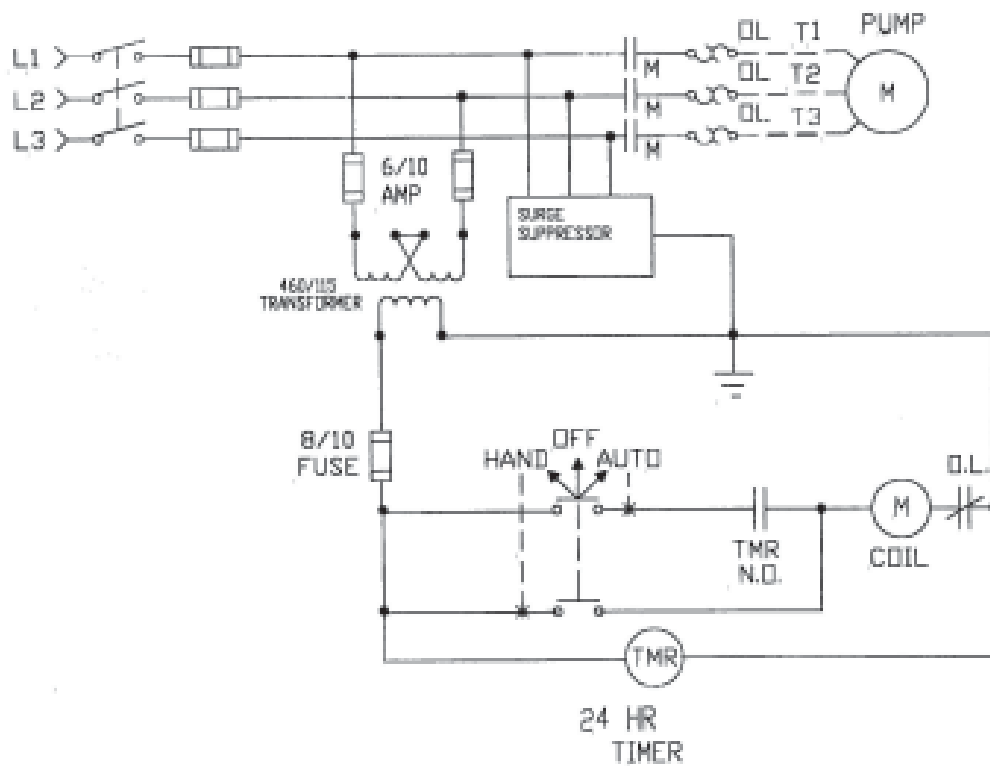 PUMP
L1
OL T1
M
L2
OL T2
M
M
L3
OL T3
M
6/10
AMP
SURGE
SUPPRESSOR
460/115
TRANSFORMER
8/10
FUSE
HAND
OFF
AUTO
O.L.
M
COIL
TMR
N.O.
TMR
24 HR
TIMER